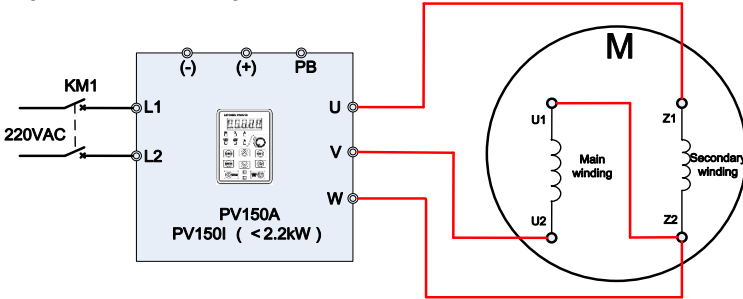 (-) (+) PB
KM1
220VAC
L1
L2
U
V
W
PV150A
PV150I ( <2.2kW )
M
U1
U2
Main
winding
Z1
Z2
Secondary
winding